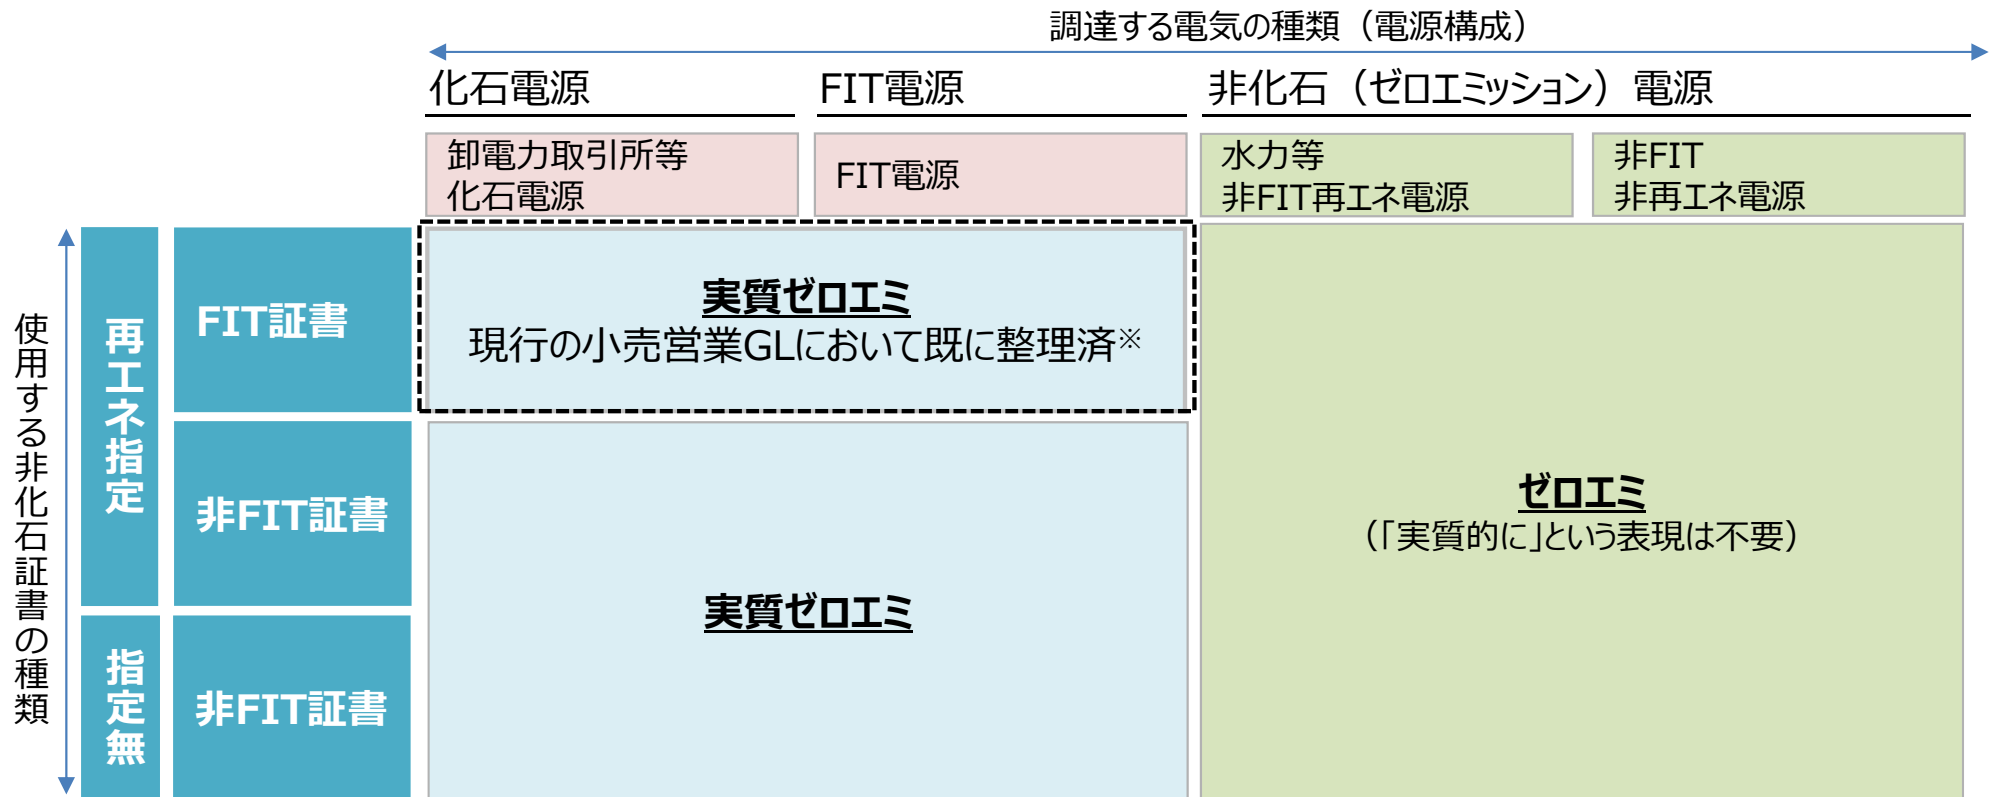 調達する電気の種類（電源構成）
化石電源
FIT電源
非化石（ゼロエミッション）電源
卸電力取引所等
化石電源
FIT電源
水力等
非FIT再エネ電源
非FIT
非再エネ電源
使用する非化石証書の種類
再エネ指定
FIT証書
実質ゼロエミ
現行の小売営業GLにおいて既に整理済※
非FIT証書
ゼロエミ
（「実質的に」という表現は不要）
実質ゼロエミ
指定無
非FIT証書